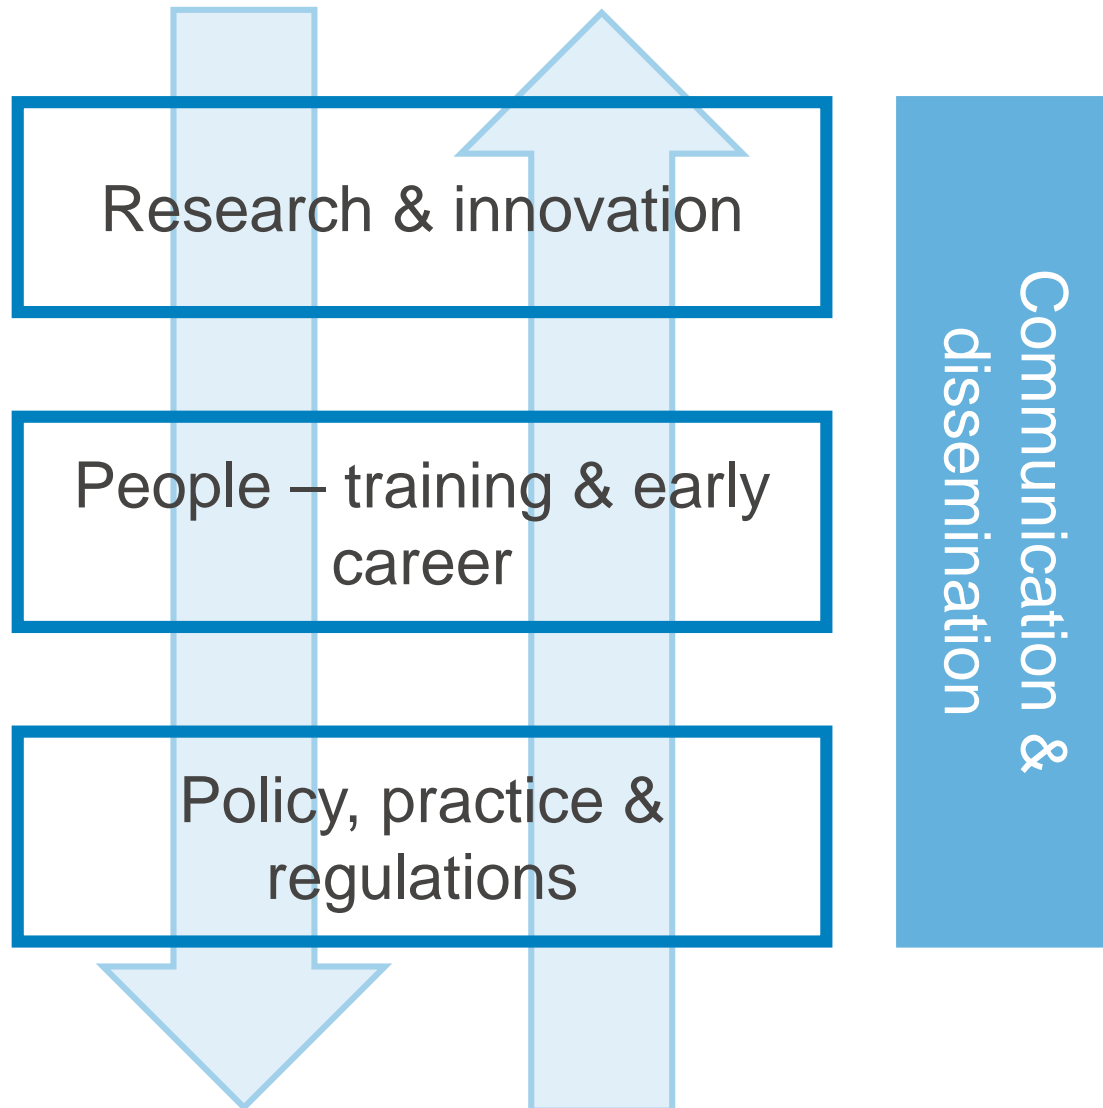 Research & innovation
People – training & early
career
Policy, practice &
regulations
Communication &
dissemination